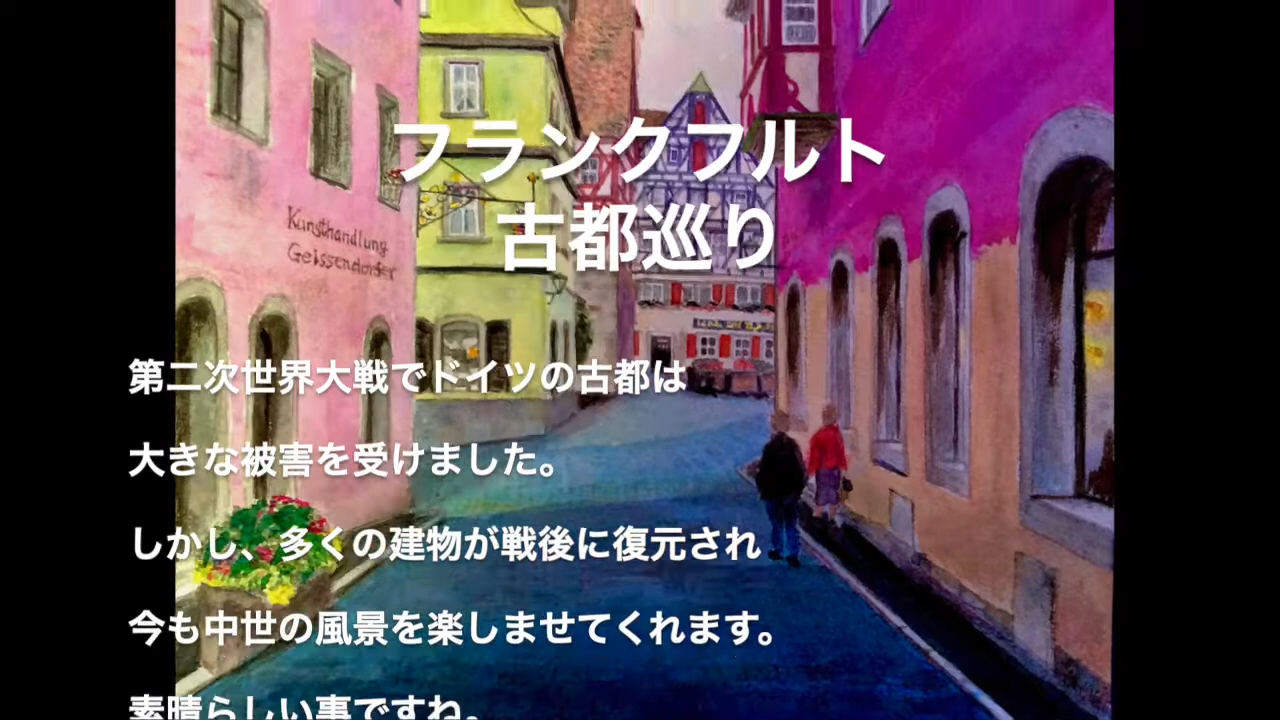 フランクフルト
古都巡り
Kunsthandlung
Geissendörfer
第二次世界大戦でドイツの古都は
大きな被害を受けました。
しかし、多くの建物が戦後に復元され
今も中世の風景を楽しませてくれます。
素晴らしい事ですね。